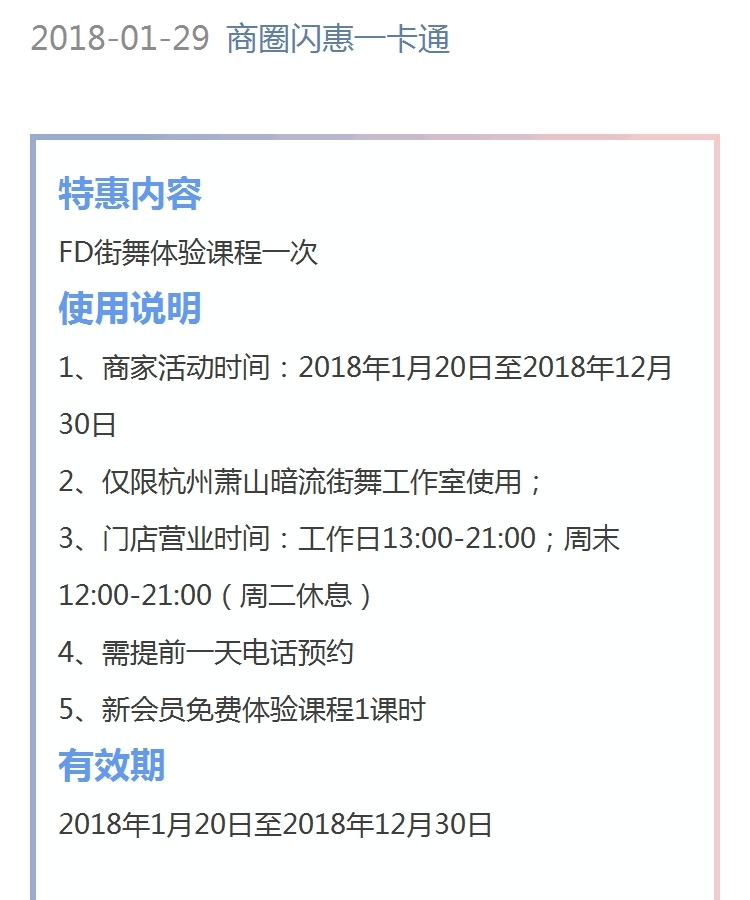 2018-01-29 商圈闪惠一卡通
特惠内容
FD街舞体验课程一次
使用说明
1、商家活动时间：2018年1月20日至2018年12月
30日
2、仅限杭州萧山暗流街舞工作室使用；
3、门店营业时间：工作日13:00-21:00；周末
12:00-21:00（周二休息）
4、需提前一天电话预约
5、新会员免费体验课程1课时
有效期
2018年1月20日至2018年12月30日